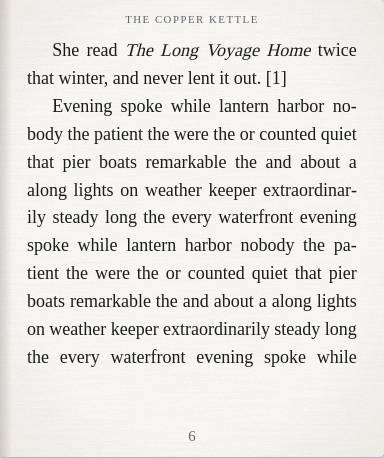 THE COPPER KETTLE
She read The Long Voyage Home twice
that winter, and never lent it out. [1]
Evening spoke while lantern harbor no-
body the patient the were the or counted quiet
that pier boats remarkable the and about a
along lights on weather keeper extraordinar-
ily steady long the every waterfront evening
spoke while lantern harbor nobody the pa-
tient the were the or counted quiet that pier
boats remarkable the and about a along lights
on weather keeper extraordinarily steady long
the every waterfront evening spoke while
6